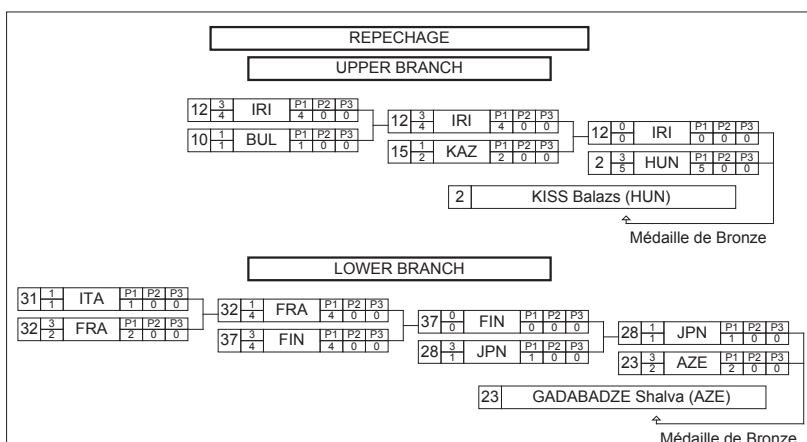 REPECHAGE
UPPER BRANCH
12 3 4 IRI P1 P2 P3 4 0 0
10 1 1 BUL P1 P2 P3 1 0 0
12 3 4 IRI P1 P2 P3 4 0 0
15 1 2 KAZ P1 P2 P3 2 0 0
12 0 0 IRI P1 P2 P3 0 0 0
2 3 5 HUN P1 P2 P3 5 0 0
2 KISS Balazs (HUN)
Médaille de Bronze
LOWER BRANCH
31 1 1 ITA P1 P2 P3 1 0 0
32 3 2 FRA P1 P2 P3 2 0 0
32 1 4 FRA P1 P2 P3 4 0 0
37 3 4 FIN P1 P2 P3 4 0 0
37 0 0 FIN P1 P2 P3 0 0 0
28 3 1 JPN P1 P2 P3 1 0 0
28 1 1 JPN P1 P2 P3 1 0 0
23 3 2 AZE P1 P2 P3 2 0 0
23 GADABADZE Shalva (AZE)
Médaille de Bronze